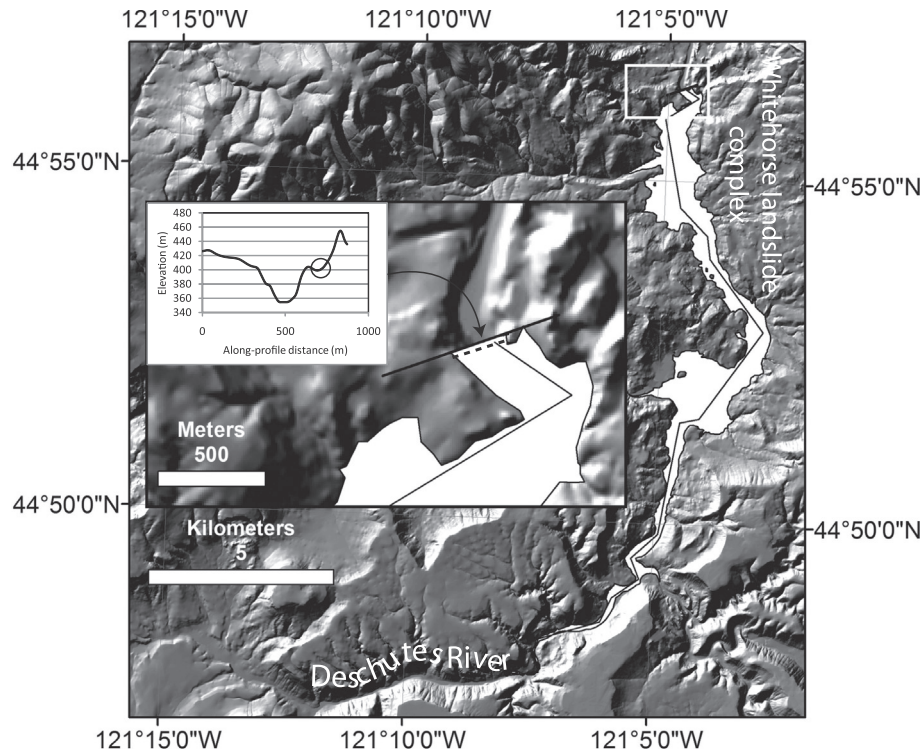 121°15'0"W 121°10'0"W 121°5'0"W
44°55'0"N
44°55'0"N
Whitehorse landslide
complex
480
460
440
420
400
380
360
340
Elevation (m)
0 500 1000
Along-profile distance (m)
Meters
500
44°50'0"N
44°50'0"N
Kilometers
5
Deschutes River
121°15'0"W 121°10'0"W 121°5'0"W